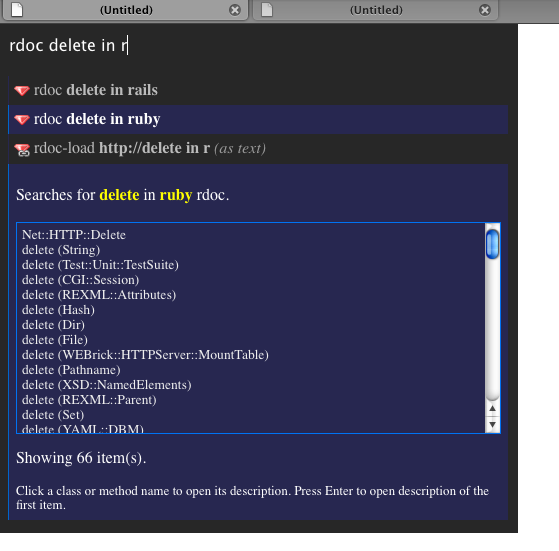 (Untitled) (Untitled)
rdoc delete in r
rdoc delete in rails
rdoc delete in ruby
rdoc-load http://delete in r (as text)
Searches for delete in ruby rdoc.
Net::HTTP::Delete
delete (String)
delete (Test::Unit::TestSuite)
delete (CGI::Session)
delete (REXML::Attributes)
delete (Hash)
delete (Dir)
delete (File)
delete (WEBrick::HTTPServer::MountTable)
delete (Pathname)
delete (XSD::NamedElements)
delete (REXML::Parent)
delete (Set)
delete (YAML::DBM)
Showing 66 item(s).
Click a class or method name to open its description. Press Enter to open description of the
first item.